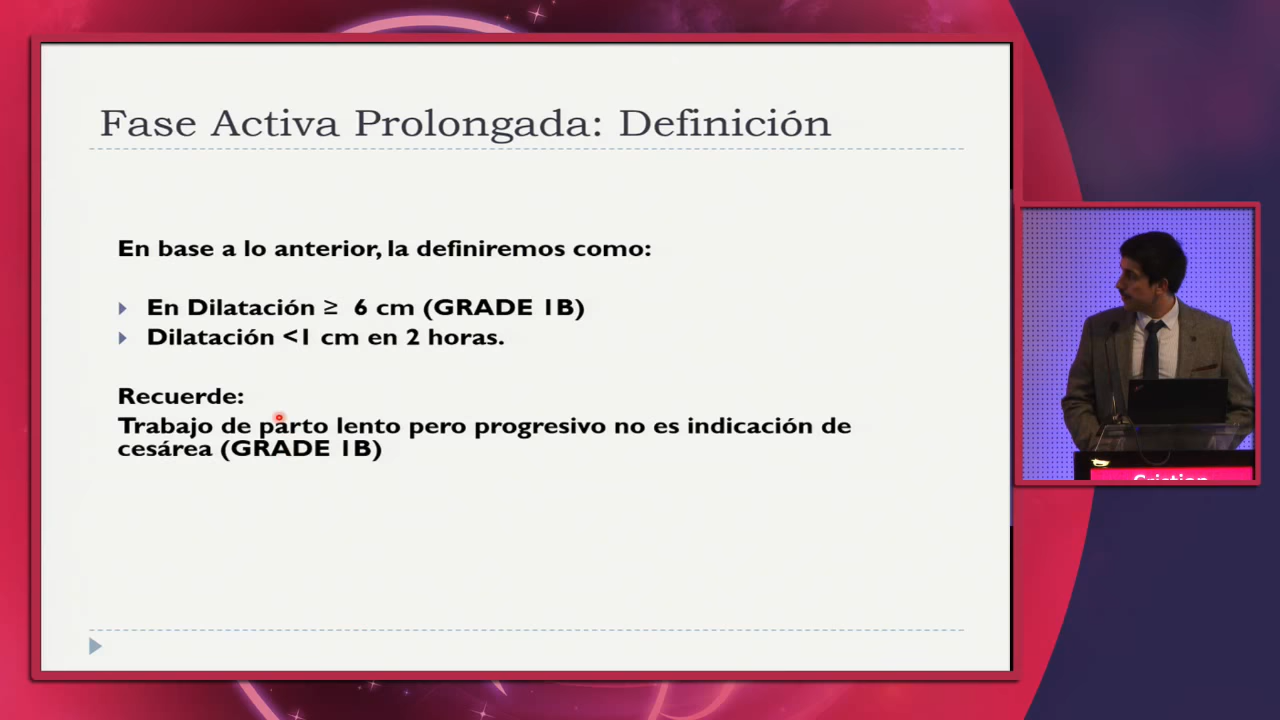 Fase Activa Prolongada: Definición
En base a lo anterior, la definiremos como:
En Dilatación ≥ 6 cm (GRADE 1B)
Dilatación <1 cm en 2 horas.
Recuerde:
Trabajo de parto lento pero progresivo no es indicación de
cesárea (GRADE 1B)
Cristian